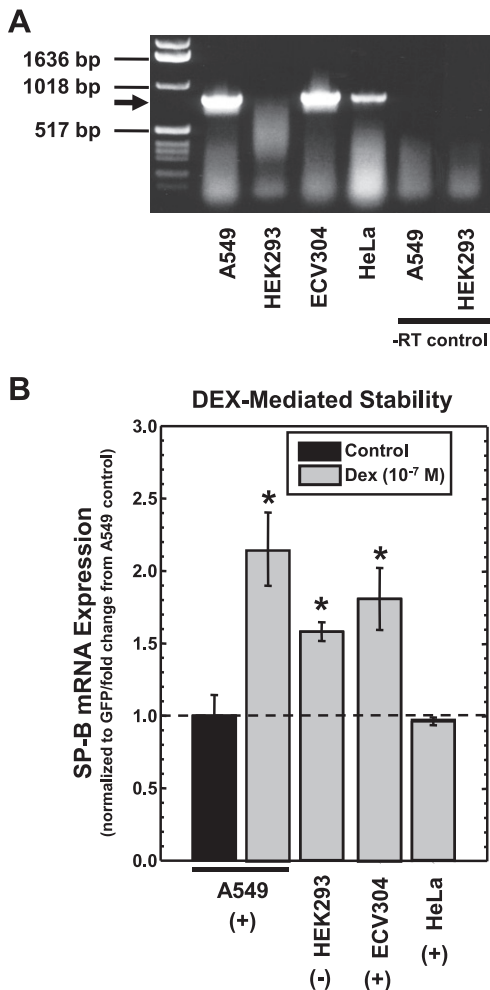 A
1636 bp
1018 bp
517 bp
A549
HEK293
ECV304
HeLa
A549
HEK293
-RT control
B
DEX-Mediated Stability
SP-B mRNA Expression
(normalized to GFP/fold change from A549 control)
3.0
2.5
2.0
1.5
1.0
0.5
0.0
Control
Dex (10⁻⁷ M)
*
*
*
A549
(+)
HEK293
(-)
ECV304
(+)
HeLa
(+)